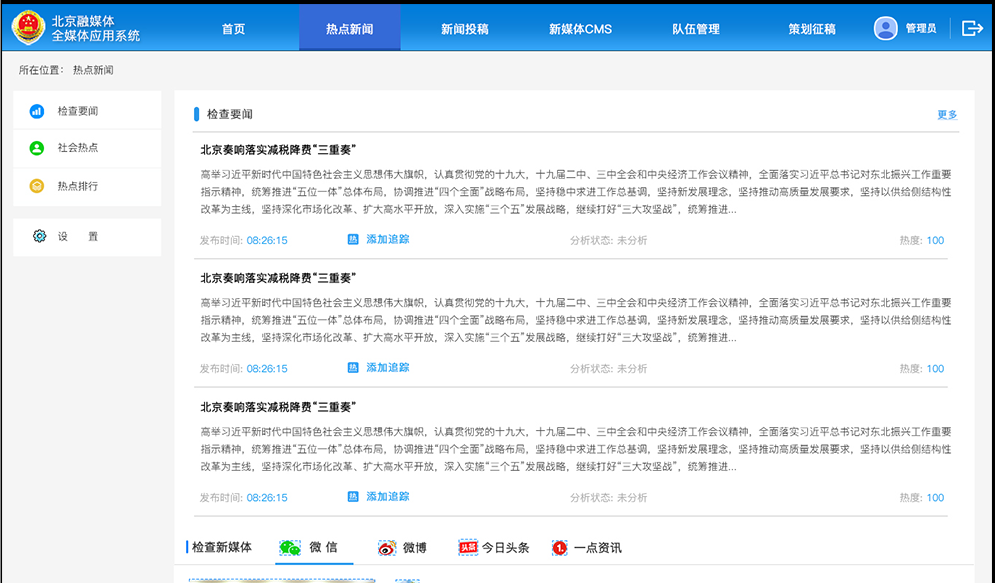 北京融媒体
全媒体应用系统
首页
热点新闻
新闻投稿
新媒体CMS
队伍管理
策划征稿
管理员
所在位置： 热点新闻
检查要闻
社会热点
热点排行
设 置
检查要闻
更多
北京奏响落实减税降费“三重奏”
高举习近平新时代中国特色社会主义思想伟大旗帜，认真贯彻党的十九大，十九届二中、三中全会和中央经济工作会议精神，全面落实习近平总书记对东北振兴工作重要
指示精神，统筹推进“五位一体”总体布局，协调推进“四个全面”战略布局，坚持稳中求进工作总基调，坚持新发展理念，坚持推动高质量发展要求，坚持以供给侧结构性
改革为主线，坚持深化市场化改革、扩大高水平开放，深入实施“三个五”发展战略，继续打好“三大攻坚战”，统筹推进...
发布时间: 08:26:15
热 添加追踪
分析状态: 未分析
热度: 100
北京奏响落实减税降费“三重奏”
高举习近平新时代中国特色社会主义思想伟大旗帜，认真贯彻党的十九大，十九届二中、三中全会和中央经济工作会议精神，全面落实习近平总书记对东北振兴工作重要
指示精神，统筹推进“五位一体”总体布局，协调推进“四个全面”战略布局，坚持稳中求进工作总基调，坚持新发展理念，坚持推动高质量发展要求，坚持以供给侧结构性
改革为主线，坚持深化市场化改革、扩大高水平开放，深入实施“三个五”发展战略，继续打好“三大攻坚战”，统筹推进...
发布时间: 08:26:15
热 添加追踪
分析状态: 未分析
热度: 100
北京奏响落实减税降费“三重奏”
高举习近平新时代中国特色社会主义思想伟大旗帜，认真贯彻党的十九大，十九届二中、三中全会和中央经济工作会议精神，全面落实习近平总书记对东北振兴工作重要
指示精神，统筹推进“五位一体”总体布局，协调推进“四个全面”战略布局，坚持稳中求进工作总基调，坚持新发展理念，坚持推动高质量发展要求，坚持以供给侧结构性
改革为主线，坚持深化市场化改革、扩大高水平开放，深入实施“三个五”发展战略，继续打好“三大攻坚战”，统筹推进...
发布时间: 08:26:15
热 添加追踪
分析状态: 未分析
热度: 100
检查新媒体
微 信
微博
头条 今日头条
1. 一点资讯